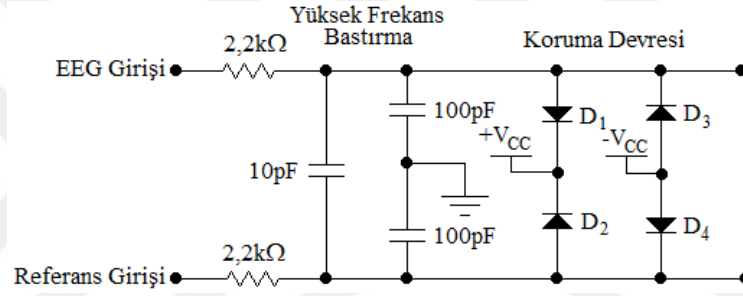 Yüksek Frekans
Bastırma
Koruma Devresi
2,2kΩ
EEG Girişi
100pF
D1
D3
+VCC
-VCC
10pF
100pF
D2
D4
2,2kΩ
Referans Girişi